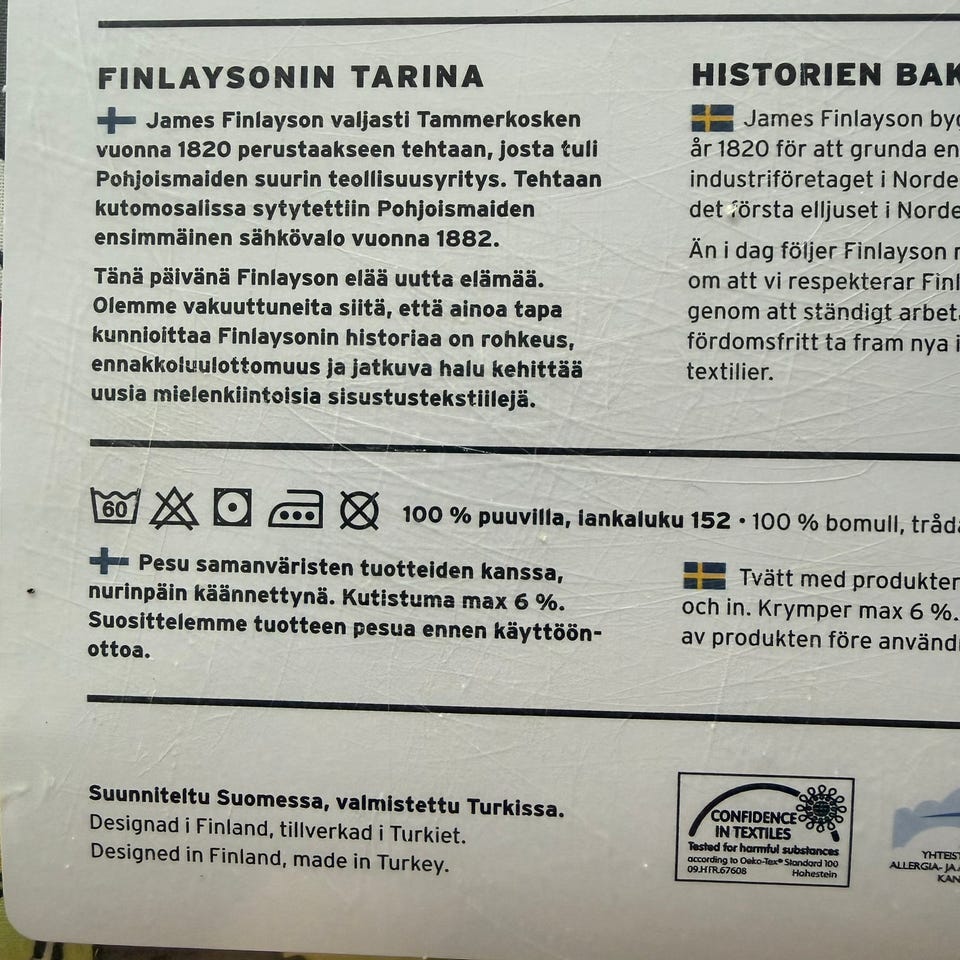 FINLAYSONIN TARINA
James Finlayson valjasti Tammerkosken
vuonna 1820 perustaakseen tehtaan, josta tuli
Pohjoismaiden suurin teollisuusyritys. Tehtaan
kutomosalissa sytytettiin Pohjoismaiden
ensimmäinen sähkövalo vuonna 1882.
Tänä päivänä Finlayson elää uutta elämää.
Olemme vakuuttuneita siitä, että ainoa tapa
kunnioittaa Finlaysonin historiaa on rohkeus,
ennakkoluulottomuus ja jatkuva halu kehittää
uusia mielenkiintoisia sisustustekstiilejä.
HISTORIEN BAK
James Finlayson byg
år 1820 för att grunda en
industriföretaget i Norde
det första elljuset i Norde
Än i dag följer Finlayson
om att vi respekterar Finl
genom att ständigt arbeta
fördomsfritt ta fram nya i
textilier.
60
100 % puuvilla, lankaluku 152 • 100 % bomull, tråda
Pesu samanväristen tuotteiden kanssa,
nurinpäin käännettynä. Kutistuma max 6 %.
Suosittelemme tuotteen pesua ennen käyttöön-
ottoa.
Tvätt med produkter
och in. Krymper max 6 %.
av produkten före använd
Suunniteltu Suomessa, valmistettu Turkissa.
Designad i Finland, tillverkad i Turkiet.
Designed in Finland, made in Turkey.
CONFIDENCE
IN TEXTILES
Tested for harmful substances
according to Oeko-Tex® Standard 100
09.HTR.67608 Hohestein
YHTEIST
ALLERGIA- JA A
KAN